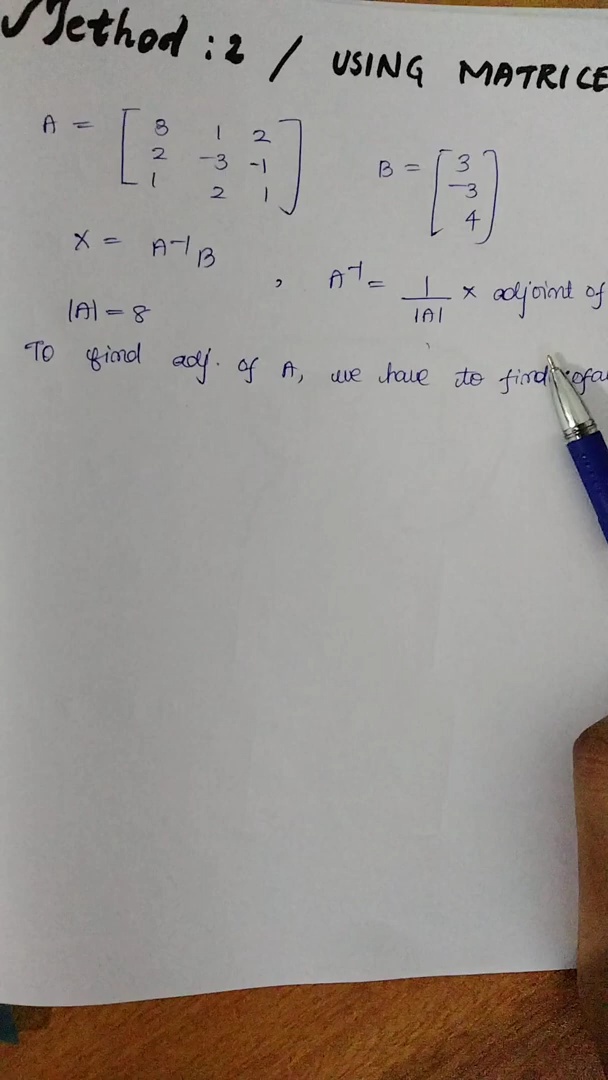 Method : 2 / USING MATRICE
A = [ 3 1 2
2 -3 -1
1 2 1 ]
B = [ 3
-3
4 ]
X = A⁻¹B , A⁻¹ = 1/|A| × adjoint of
|A| = 8
To find adj. of A, we have to find